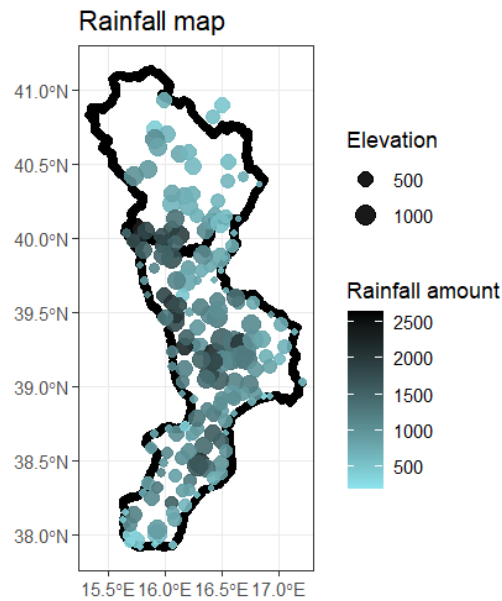 Rainfall map
41.0°N
40.5°N
40.0°N
39.5°N
39.0°N
38.5°N
38.0°N
15.5°E 16.0°E 16.5°E 17.0°E
Elevation
500
1000
Rainfall amount
2500
2000
1500
1000
500